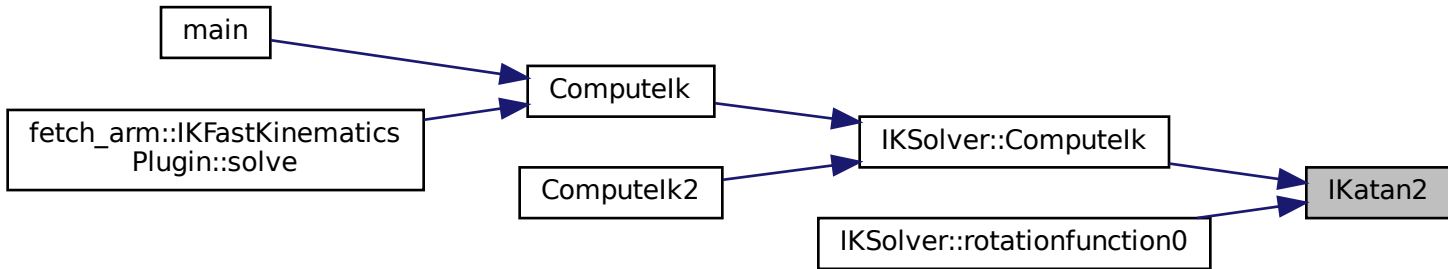 main
fetch_arm::IKFastKinematics
Plugin::solve
ComputeIk
ComputeIk2
IKSolver::ComputeIk
IKSolver::rotationfunction0
IKatan2